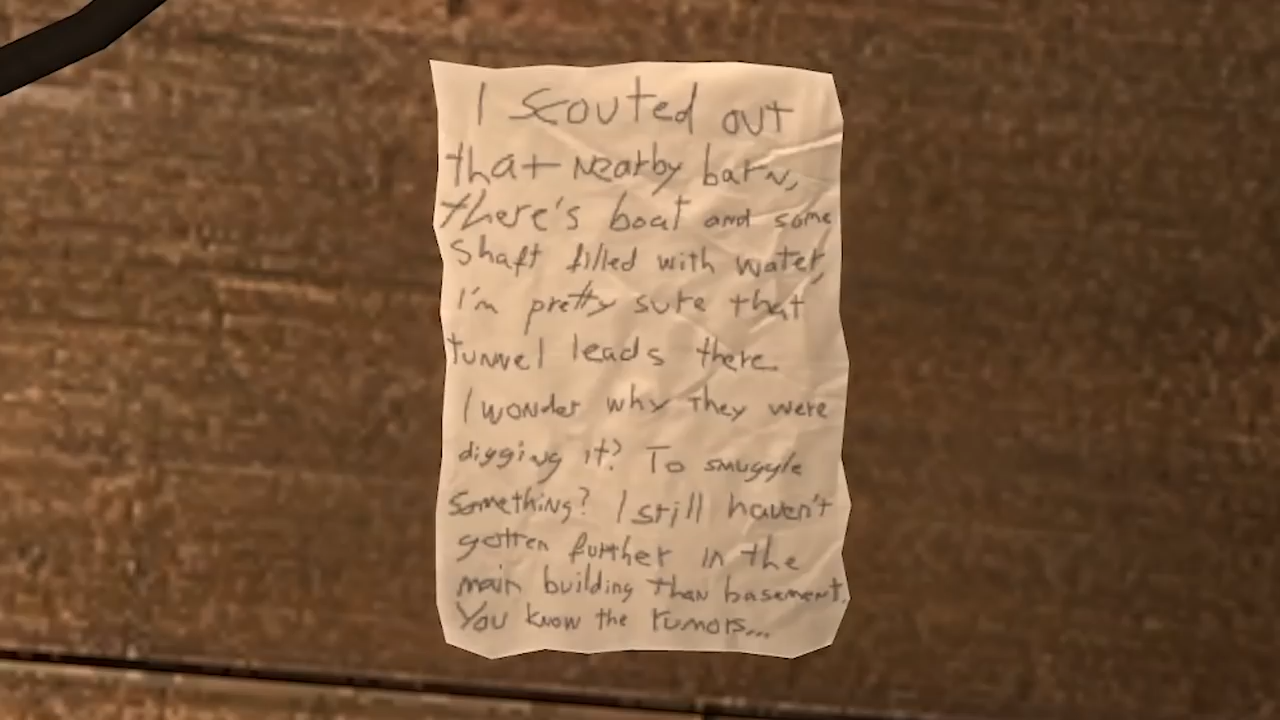 I scouted out
that nearby barn,
there's boat and some
shaft filled with water,
I'm pretty sure that
tunnel leads there.
I wonder why they were
digging it? To smuggle
something? I still haven't
gotten further in the
main building than basement.
You know the rumors...